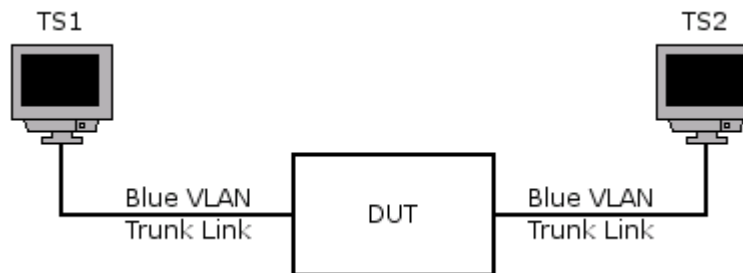 TS1
TS2
Blue VLAN
Trunk Link
DUT
Blue VLAN
Trunk Link